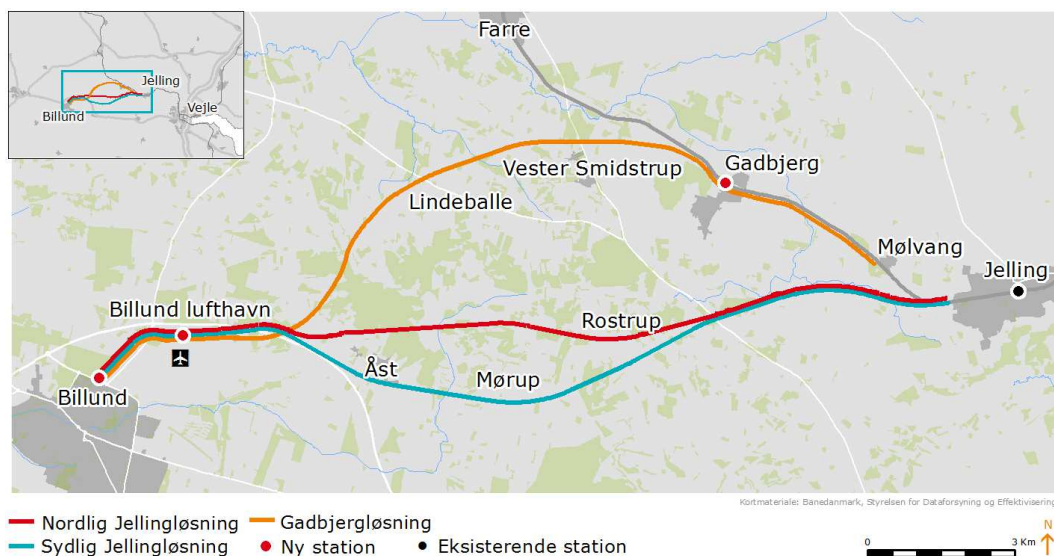 Jelling
Vejle
Billund
Farre
Vester Smidstrup
Gadbjerg
Lindeballe
Mølvang
Jelling
Billund lufthavn
Rostrup
Åst
Mørup
Billund
Kortmateriale: Banedanmark, Styrelsen for Dataforsyning og Effektivisering
Nordlig Jellingløsning
Gadbjergløsning
Sydlig Jellingløsning
Ny station
Eksisterende station
0
3 Km
N